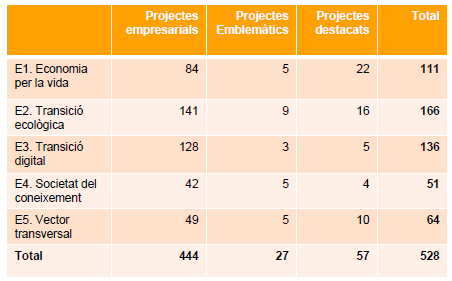 Projectes empresarials Projectes Emblemàtics Projectes destacats Total
E1. Economia per la vida 84 5 22 111
E2. Transició ecològica 141 9 16 166
E3. Transició digital 128 3 5 136
E4. Societat del coneixement 42 5 4 51
E5. Vector transversal 49 5 10 64
Total 444 27 57 528